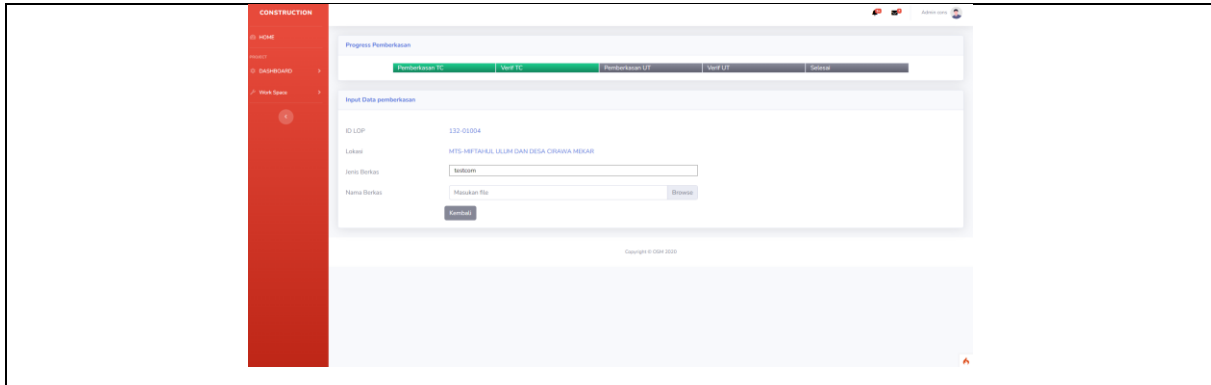 CONSTRUCTION
Admin area
HOME
PROJECT
DASHBOARD
Work Space
Progress Pemberkasan
Pemberkasan TC
Verif TC
Pemberkasan UT
Verif UT
Selesai
Input Data pemberkasan
ID LOP
132-01004
Lokasi
MTS-MIFTAHUL ULUM DAN DESA CIRAWA MEKAR
Jenis Berkas
testcom
Nama Berkas
Masukan file
Browse
Kembali
Copyright ©
2020